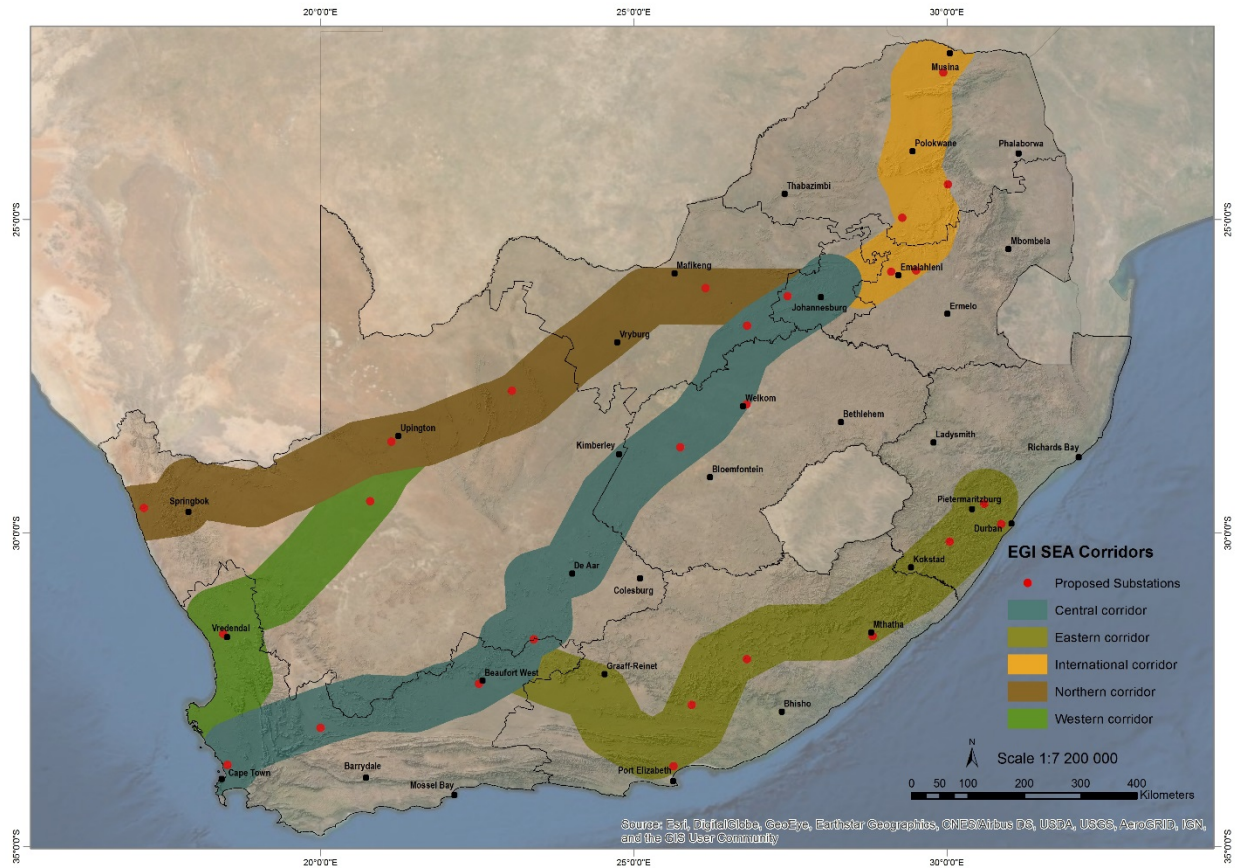 20°0'0"E 25°0'0"E 30°0'0"E
Musina
Polokwane
Phalaborwa
Thabazimbi
25°0'0"S 25°0'0"S
Mbombela
Mafikeng
Emalahleni
Johannesburg
Ermelo
Vryburg
Welkom
Bethlehem
Upington
Kimberley
Ladysmith
Richards Bay
Bloemfontein
Springbok
Pietermaritzburg
Durban
30°0'0"S 30°0'0"S
Kokstad
De Aar
Colesburg
Vredendal
Mthatha
Beaufort West
Graaff-Reinet
Bhisho
Cape Town
Barrydale
Mossel Bay
Port Elizabeth
EGI SEA Corridors
Proposed Substations
Central corridor
Eastern corridor
International corridor
Northern corridor
Western corridor
N
Scale 1:7 200 000
0 50 100 200 300 400
Kilometers
Source: Esri, DigitalGlobe, GeoEye, Earthstar Geographics, CNES/Airbus DS, USDA, USGS, AeroGRID, IGN,
and the GIS User Community
35°0'0"S 35°0'0"S
20°0'0"E 25°0'0"E 30°0'0"E